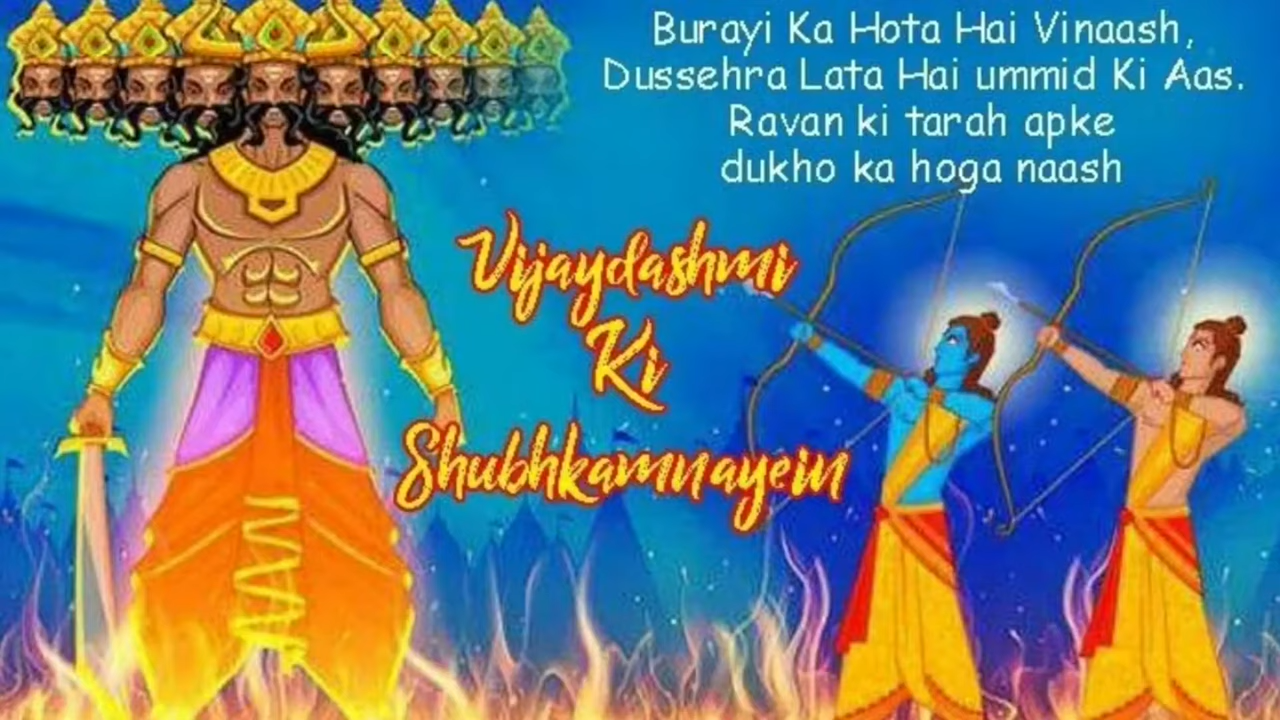 Burayi Ka Hota Hai Vinaash,
Dussehra Lata Hai ummid Ki Aas.
Ravan ki tarah apke
dukho ka hoga naash
Vijaydashmi
Ki
Shubhkamnayein